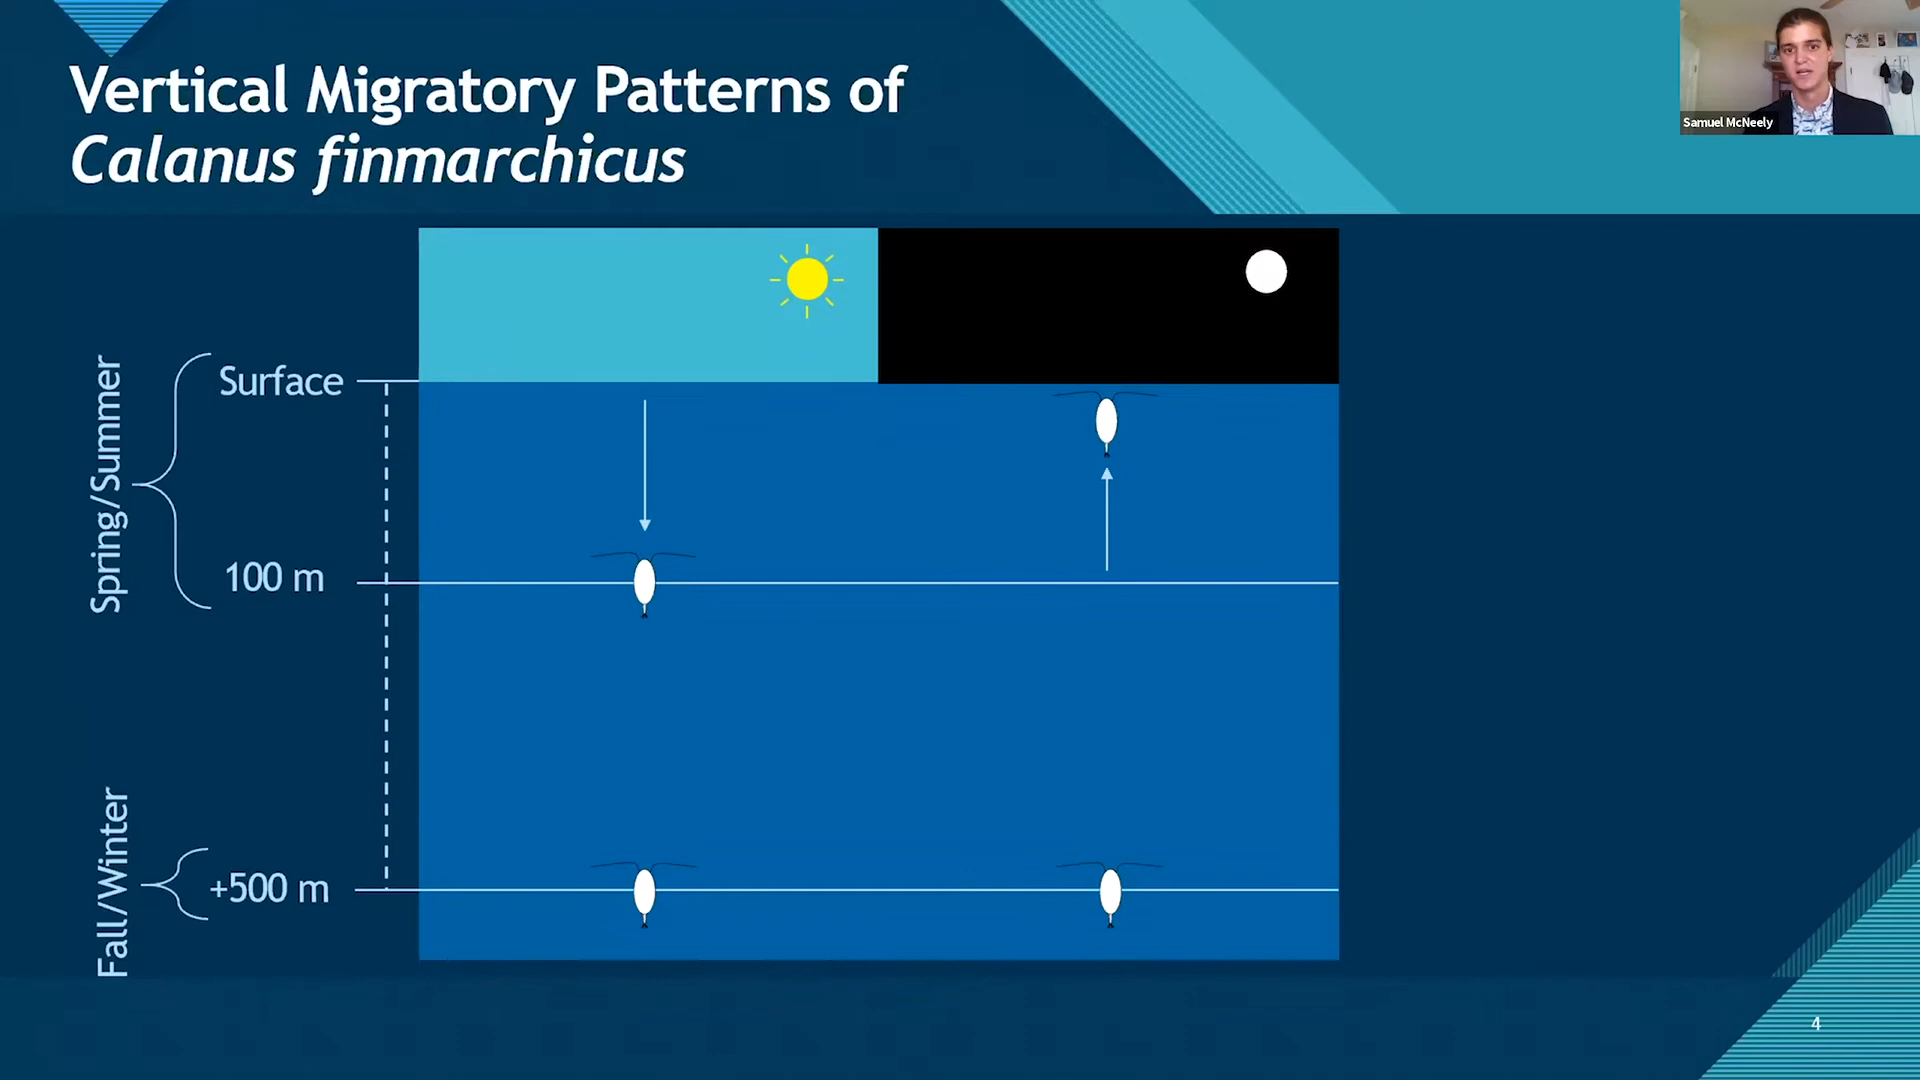 Vertical Migratory Patterns of
Calanus finmarchicus
Samuel McNeely
Spring/Summer
Surface
100 m
Fall/Winter
+500 m
4